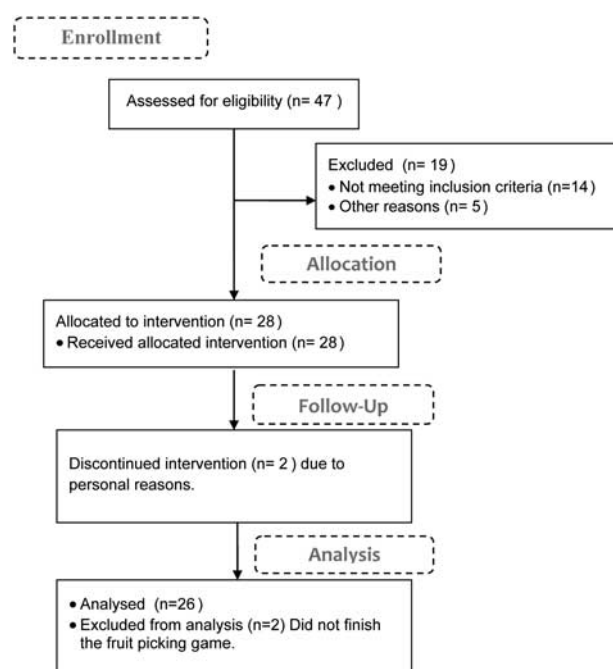 Enrollment
Assessed for eligibility (n= 47 )
Excluded (n= 19 )
• Not meeting inclusion criteria (n=14 )
• Other reasons (n= 5 )
Allocation
Allocated to intervention (n= 28)
• Received allocated intervention (n= 28 )
Follow-Up
Discontinued intervention (n= 2 ) due to
personal reasons.
Analysis
• Analysed (n=26)
• Excluded from analysis (n=2) Did not finish
the fruit picking game.